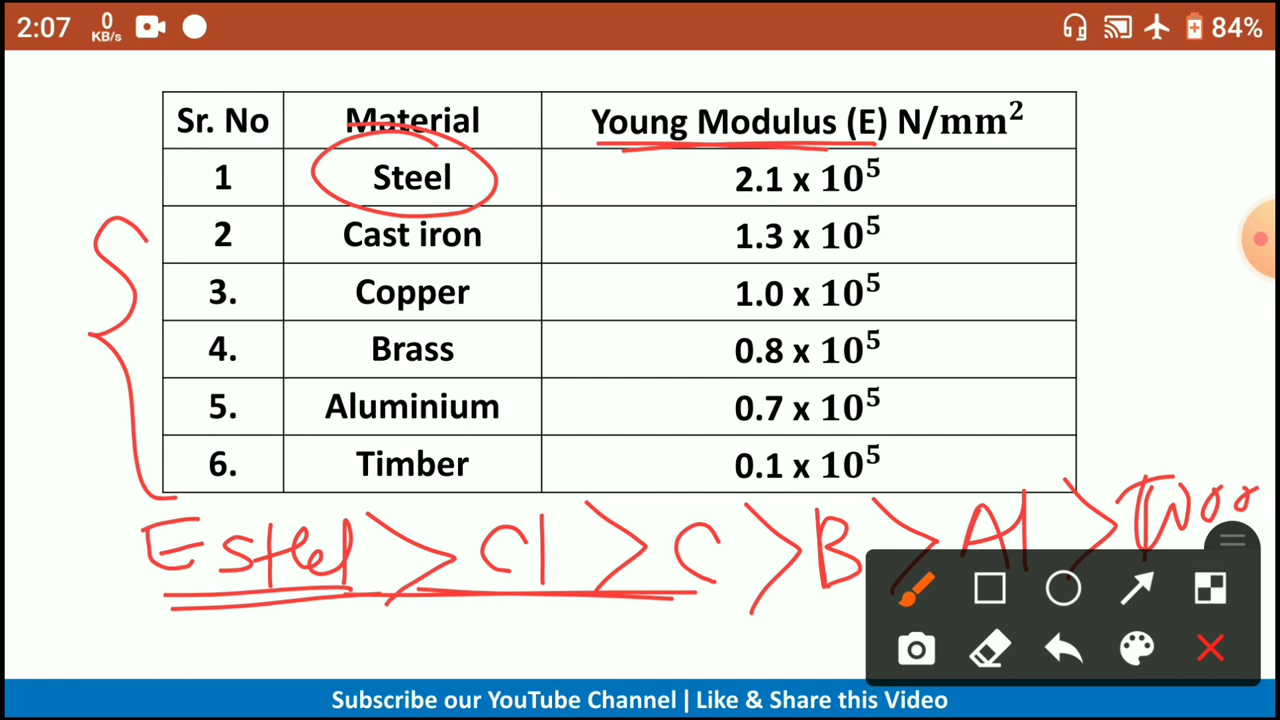 2:07 0 KB/s 84%
Sr. No Material Young Modulus (E) N/mm²
1 Steel 2.1 x 10⁵
2 Cast iron 1.3 x 10⁵
3. Copper 1.0 x 10⁵
4. Brass 0.8 x 10⁵
5. Aluminium 0.7 x 10⁵
6. Timber 0.1 x 10⁵
E steel > CI > C > B > Al >
Subscribe our YouTube Channel | Like & Share this Video